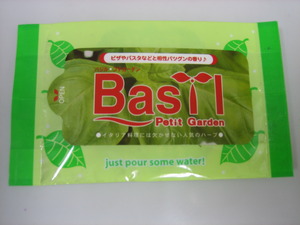 ピザやパスタなどと相性バツグンの香り♪
OPEN
Basil
Petit Garden
●イタリア料理には欠かせない人気のハーブ●
just pour some water!